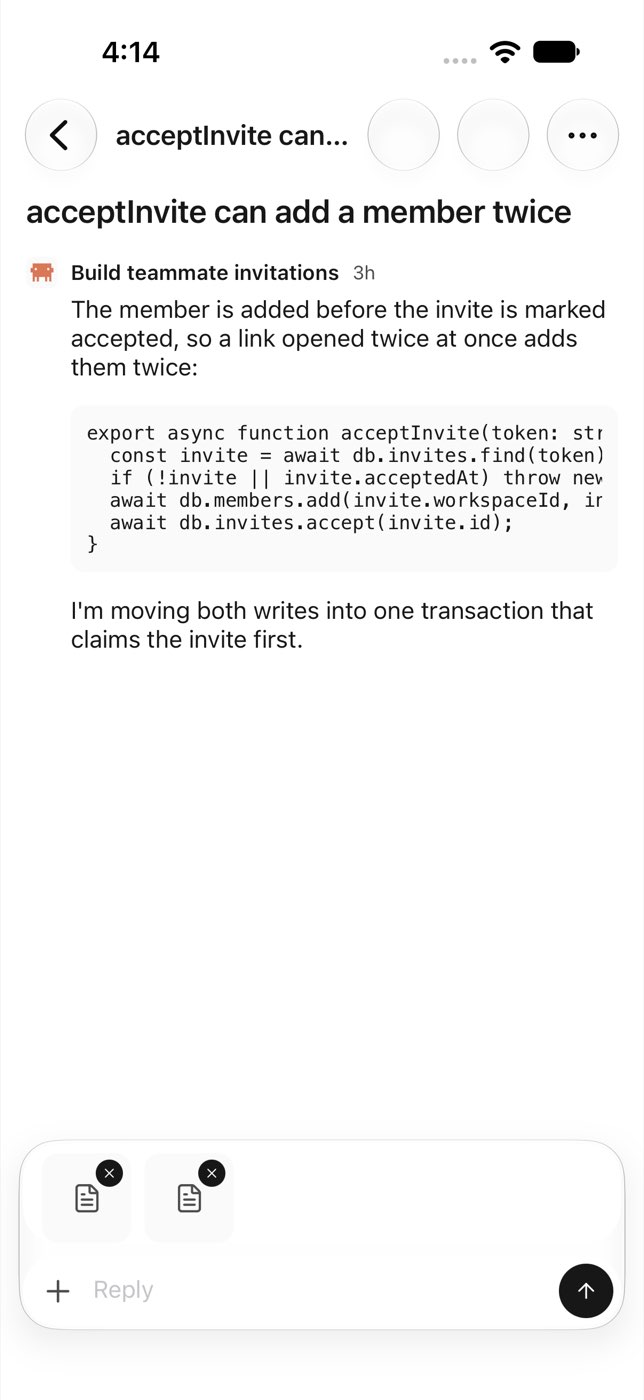 4:14
acceptInvite can...
acceptInvite can add a member twice
Build teammate invitations 3h
The member is added before the invite is marked
accepted, so a link opened twice at once adds
them twice:
export async function acceptInvite(token: str
  const invite = await db.invites.find(token)
  if (!invite || invite.acceptedAt) throw new
  await db.members.add(invite.workspaceId, in
  await db.invites.accept(invite.id);
}
I'm moving both writes into one transaction that
claims the invite first.
Reply